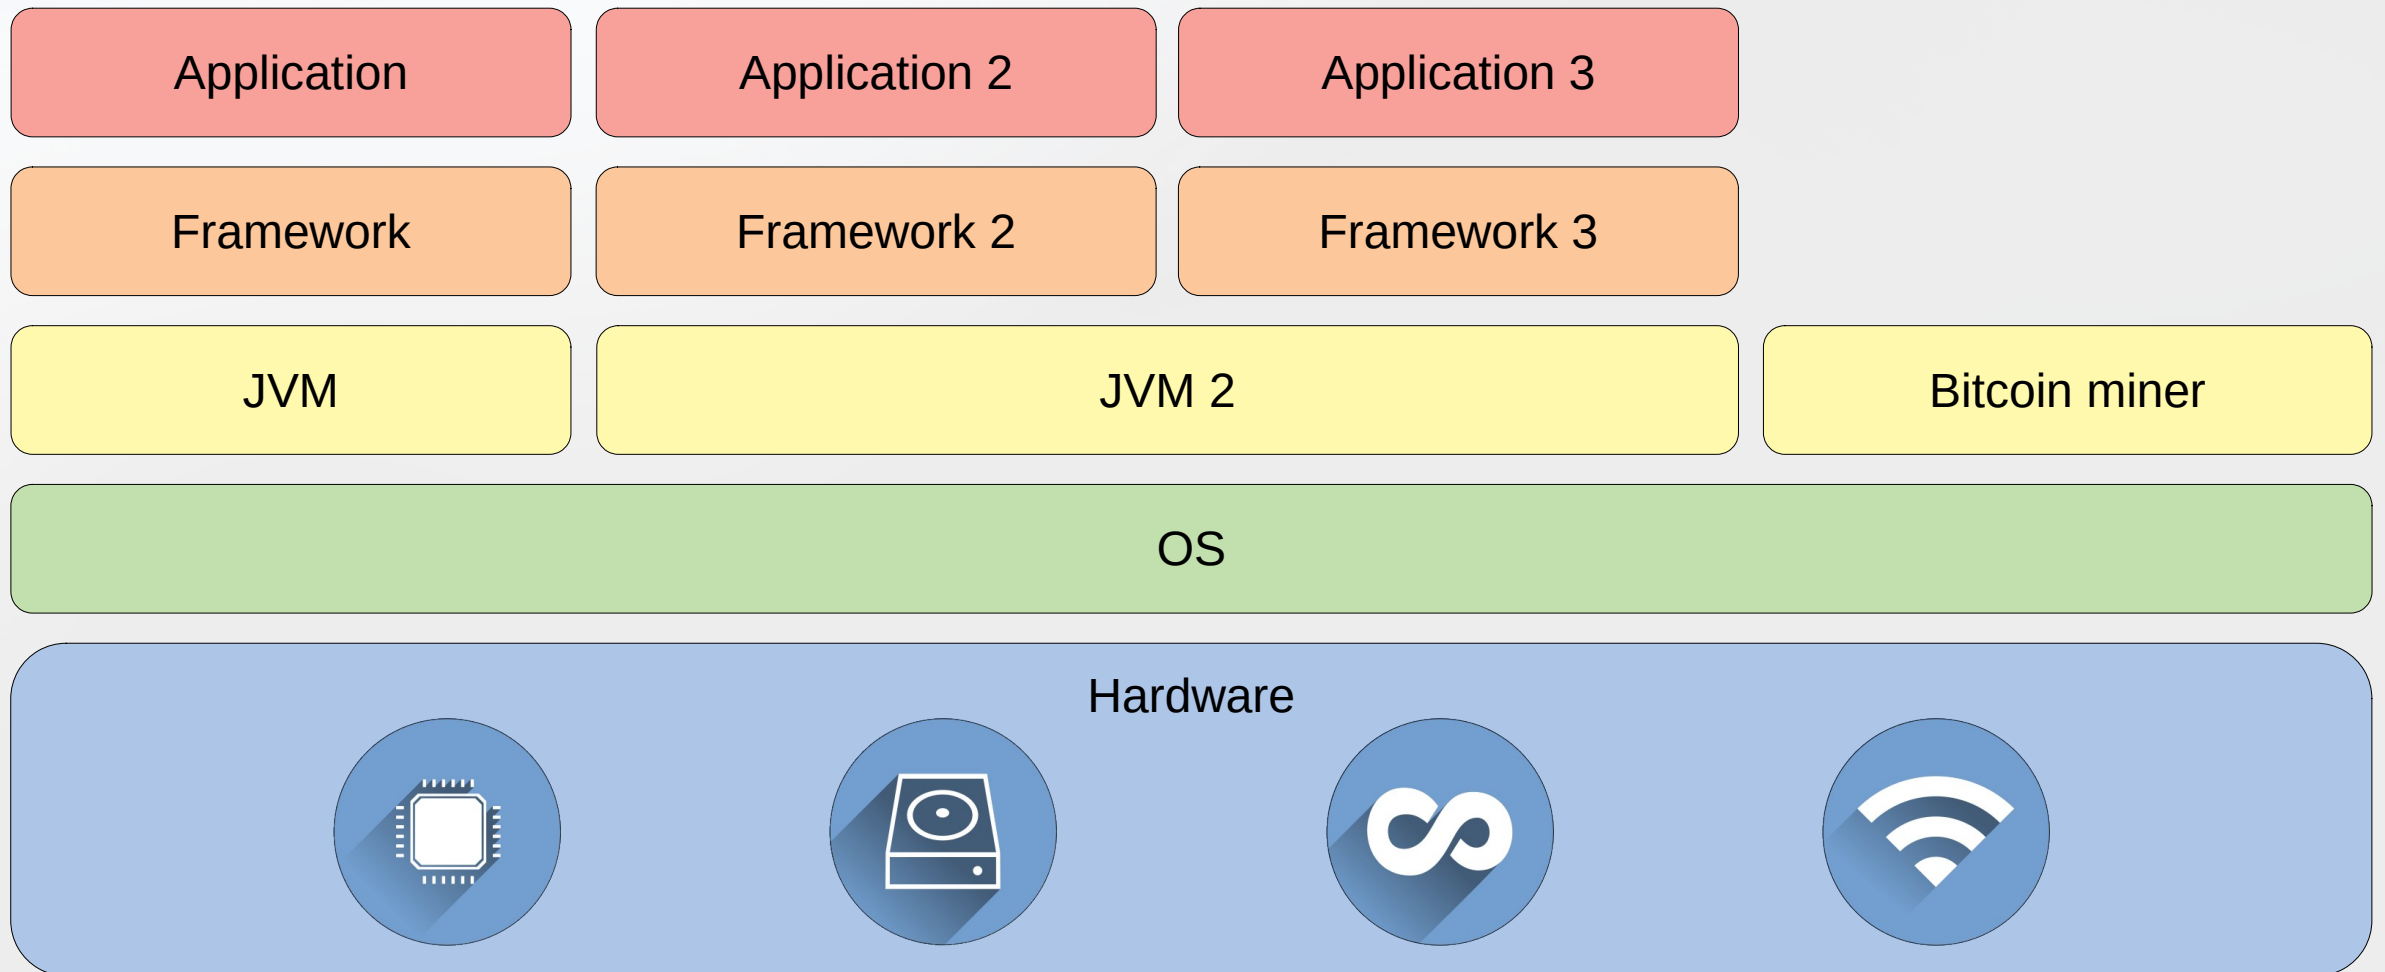 Application
Application 2
Application 3
Framework
Framework 2
Framework 3
JVM
JVM 2
Bitcoin miner
OS
Hardware